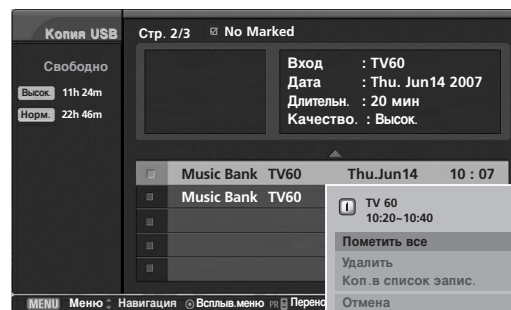 Копия USB
Стр. 2/3 No Marked
Свободно
Высок. 11h 24m
Норм. 22h 46m
Вход : TV60
Дата : Thu. Jun14 2007
Длительн. : 20 мин
Качество. : Высок.
Music Bank TV60 Thu.Jun14 10 : 07
Music Bank TV60
TV 60
10:20~10:40
Пометить все
Удалить
Коп.в список запис.
Отмена
MENU Меню Навигация Всплыв.меню PR Перено